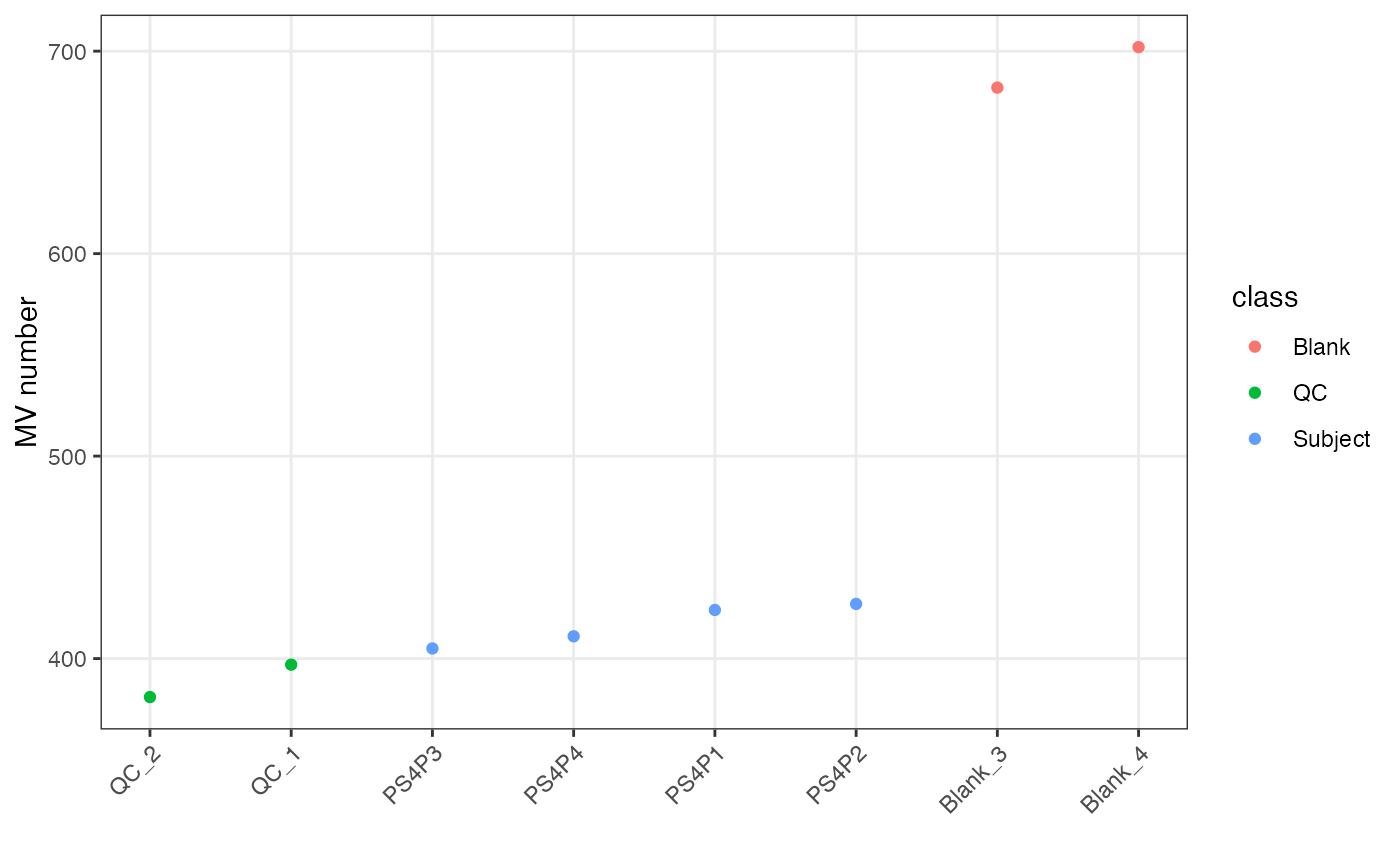 700
600
500
400
MV number
QC_2
QC_1
PS4P3
PS4P4
PS4P1
PS4P2
Blank_3
Blank_4
class
Blank
QC
Subject